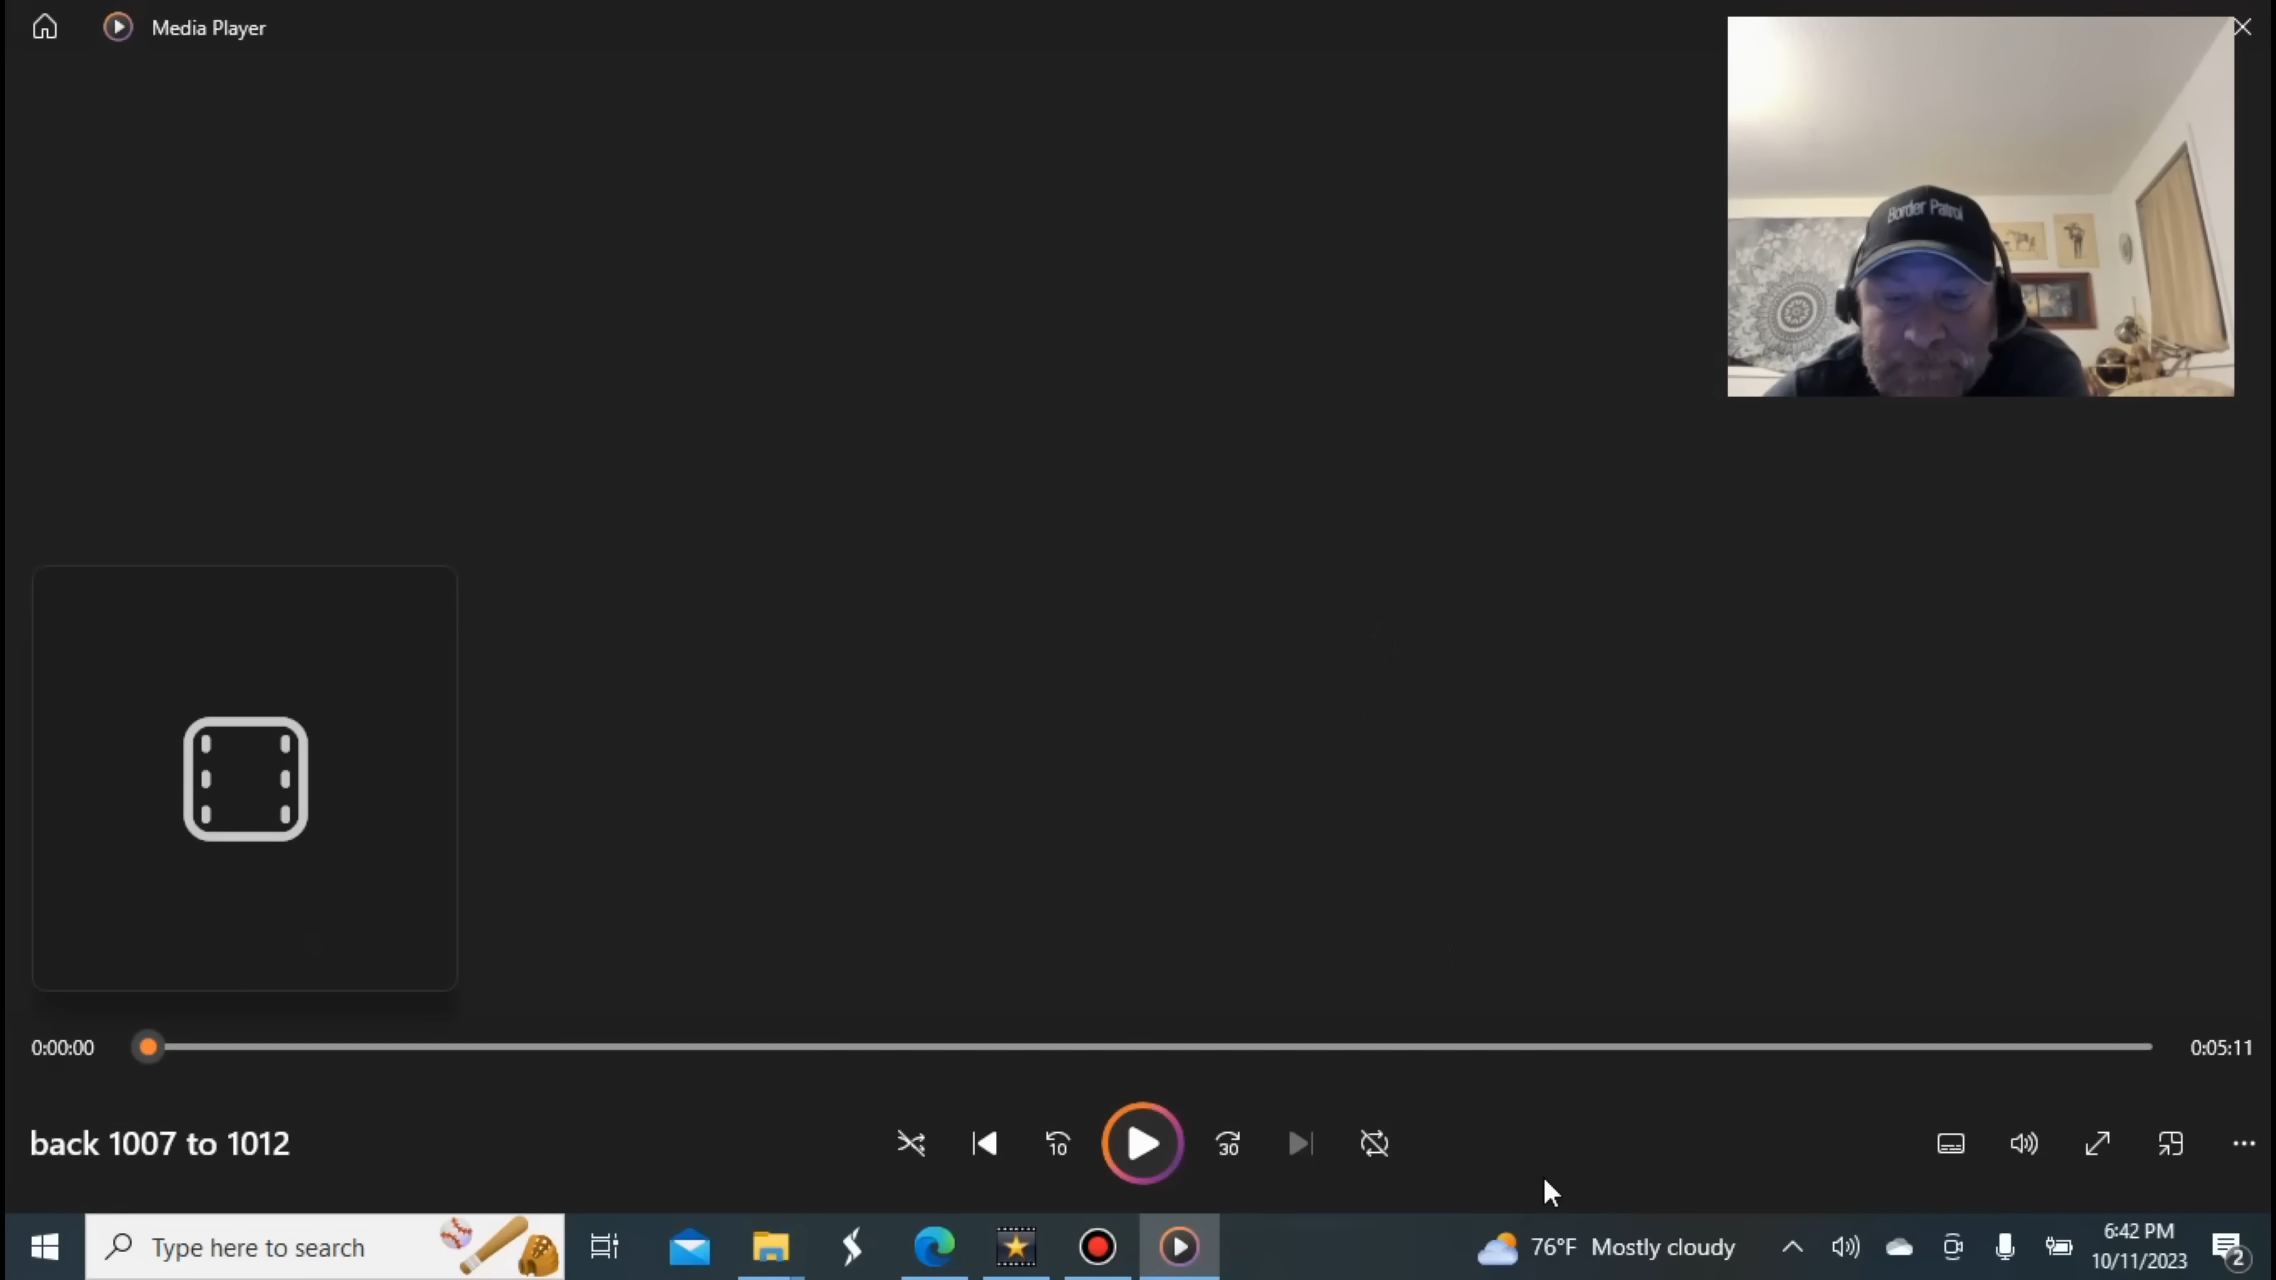 Media Player
Border Patrol
0:00:00
0:05:11
back 1007 to 1012
10
30
Type here to search
76°F Mostly cloudy
6:42 PM
10/11/2023
2